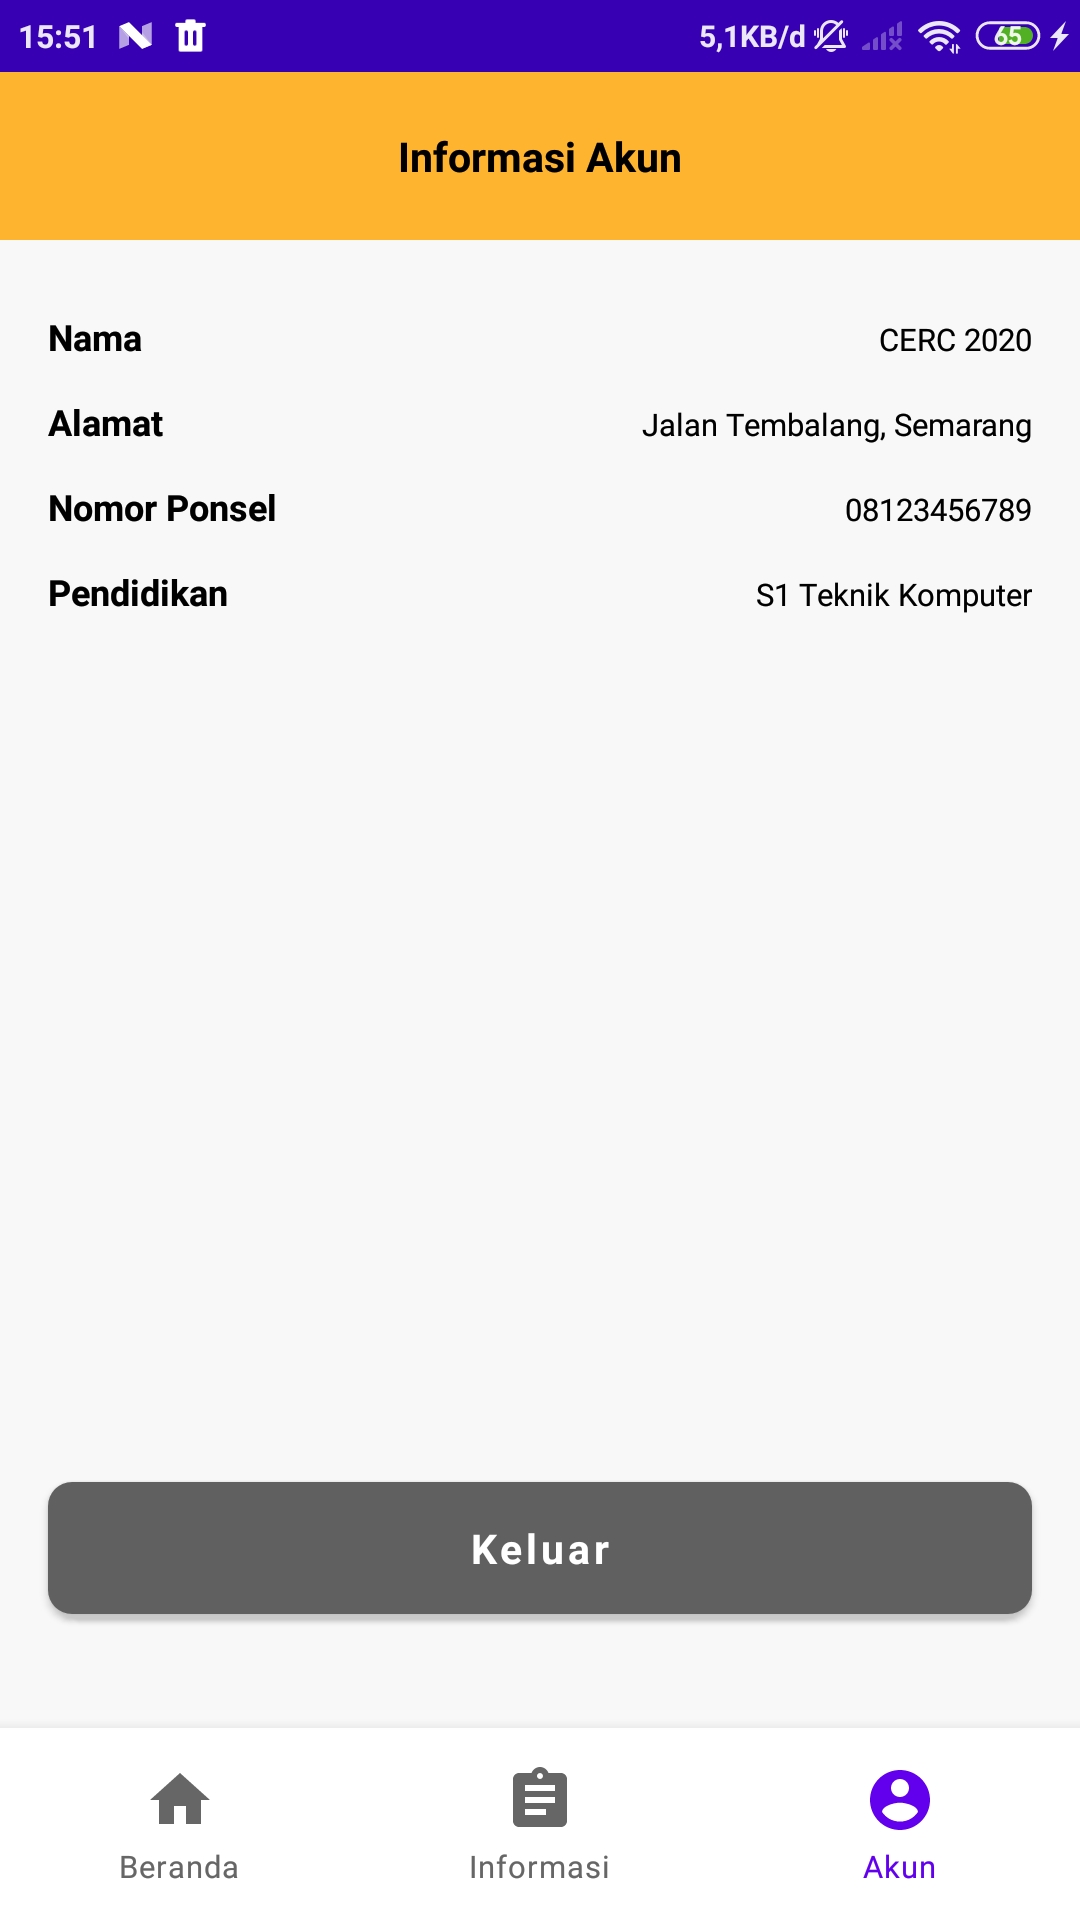 15:51 5,1KB/d 65
Informasi Akun
Nama CERC 2020
Alamat Jalan Tembalang, Semarang
Nomor Ponsel 08123456789
Pendidikan S1 Teknik Komputer
Keluar
Beranda Informasi Akun